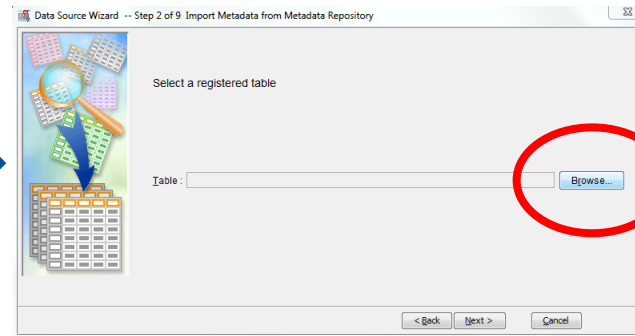 Data Source Wizard -- Step 2 of 9 Import Metadata from Metadata Repository
Select a registered table
Table :
Browse...
< Back Next > Cancel